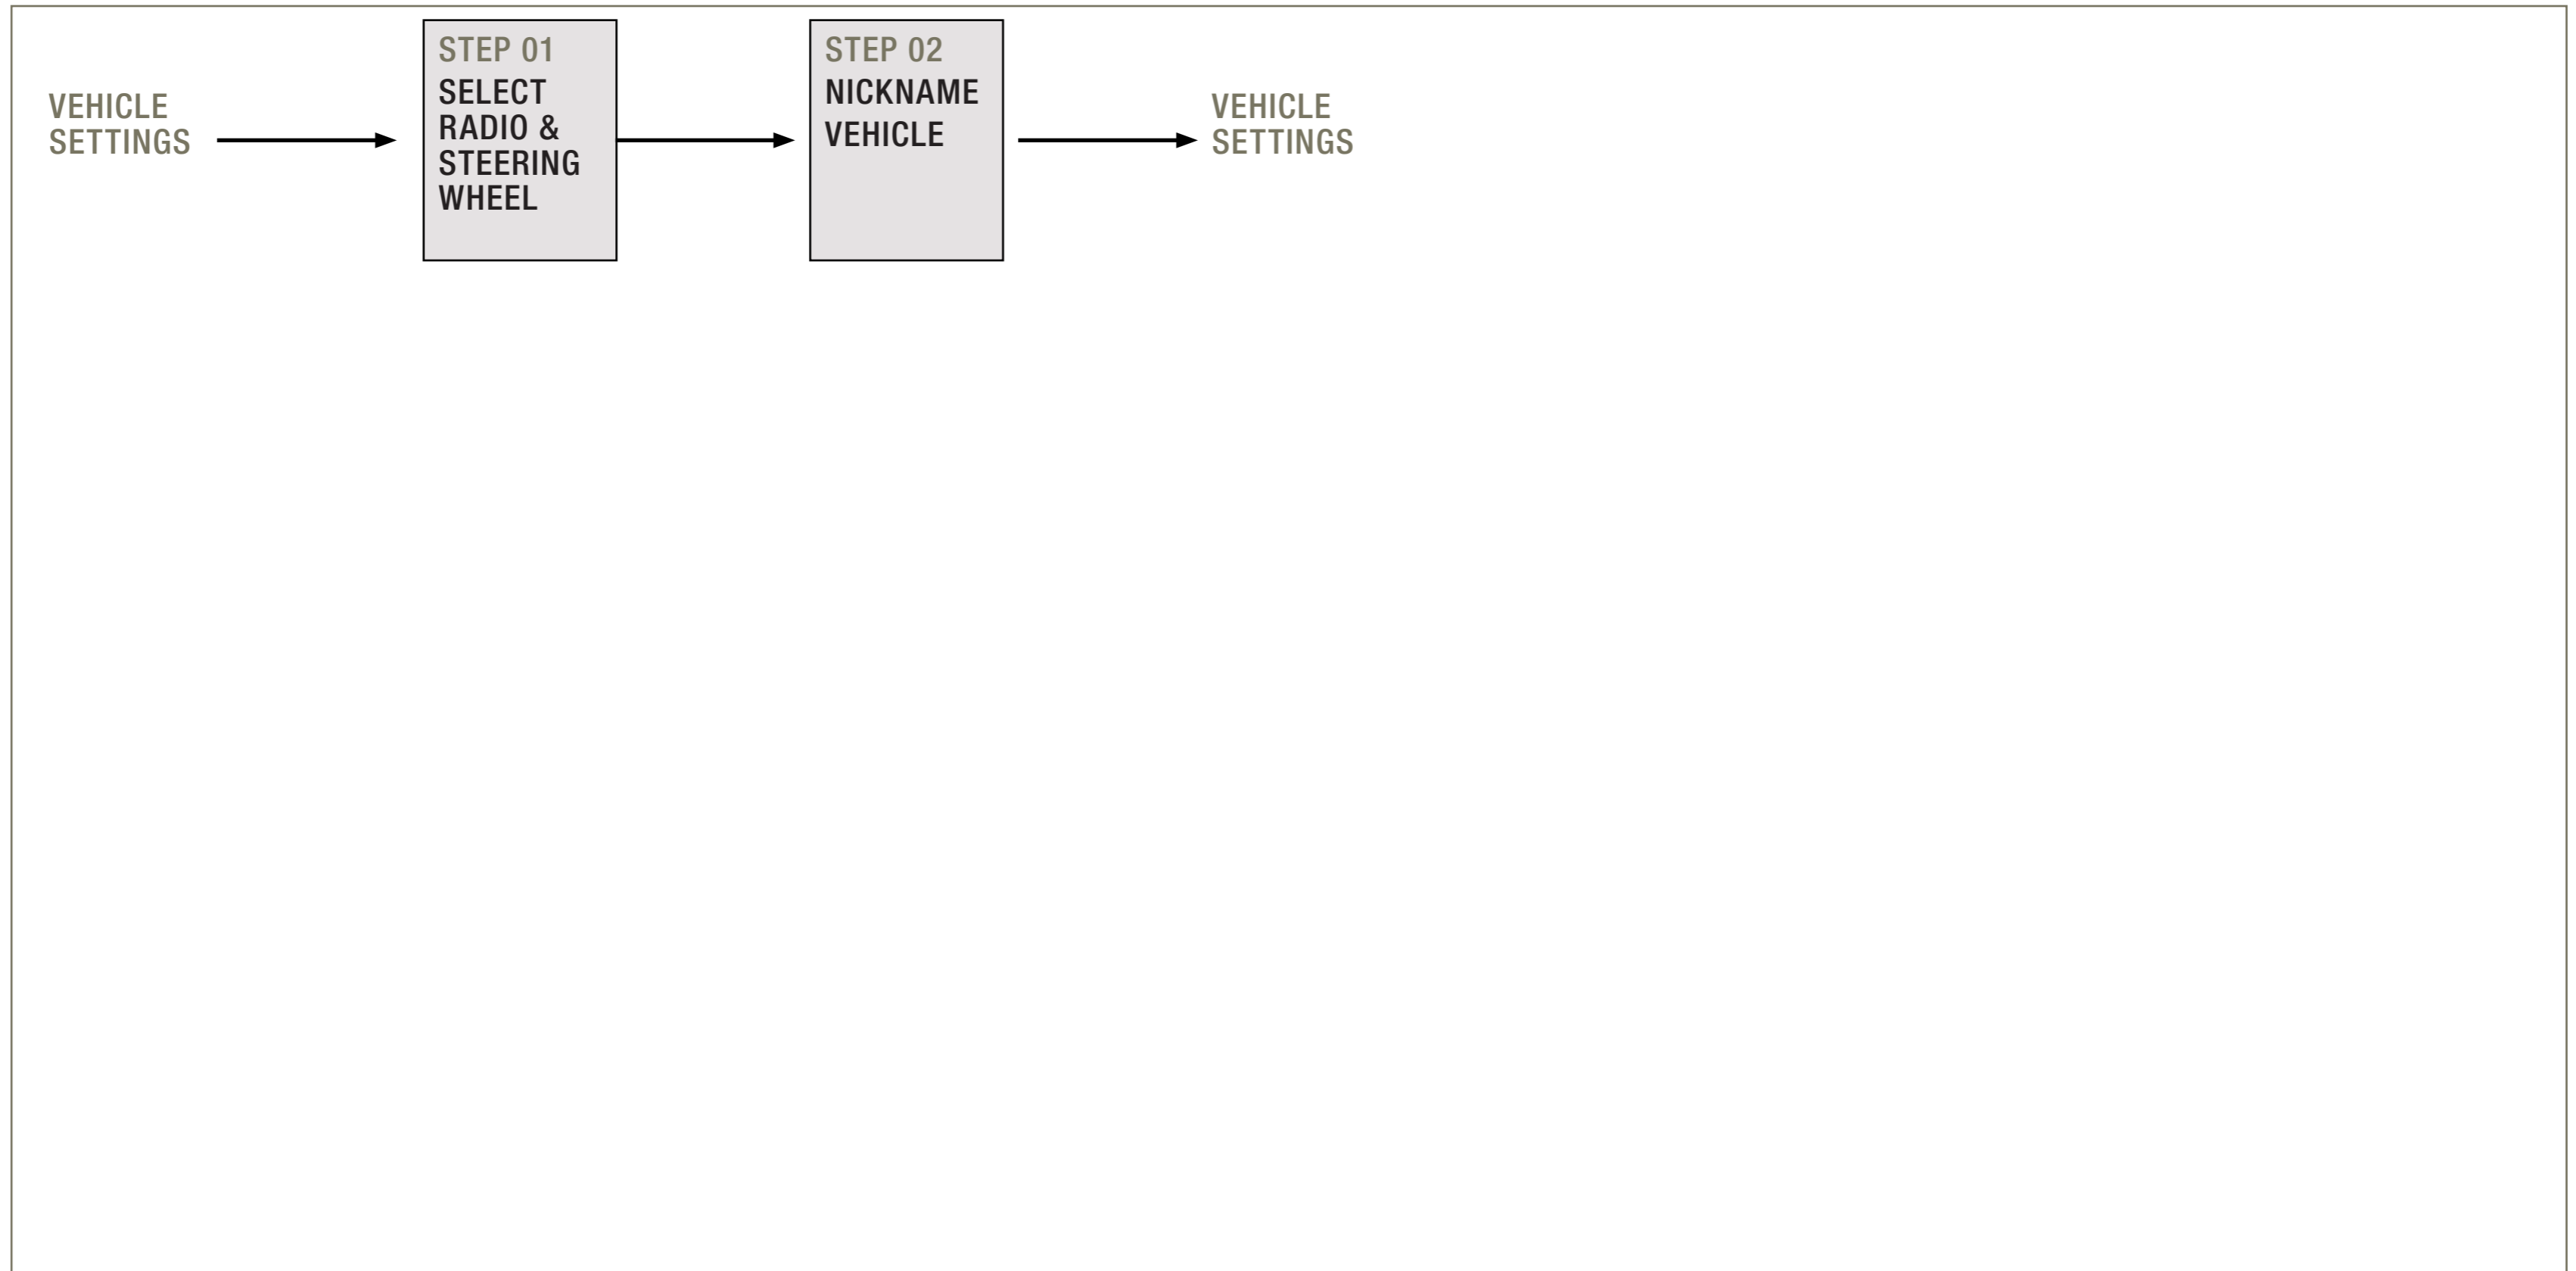 VEHICLE
SETTINGS
STEP 01
SELECT
RADIO &
STEERING
WHEEL
STEP 02
NICKNAME
VEHICLE
VEHICLE
SETTINGS